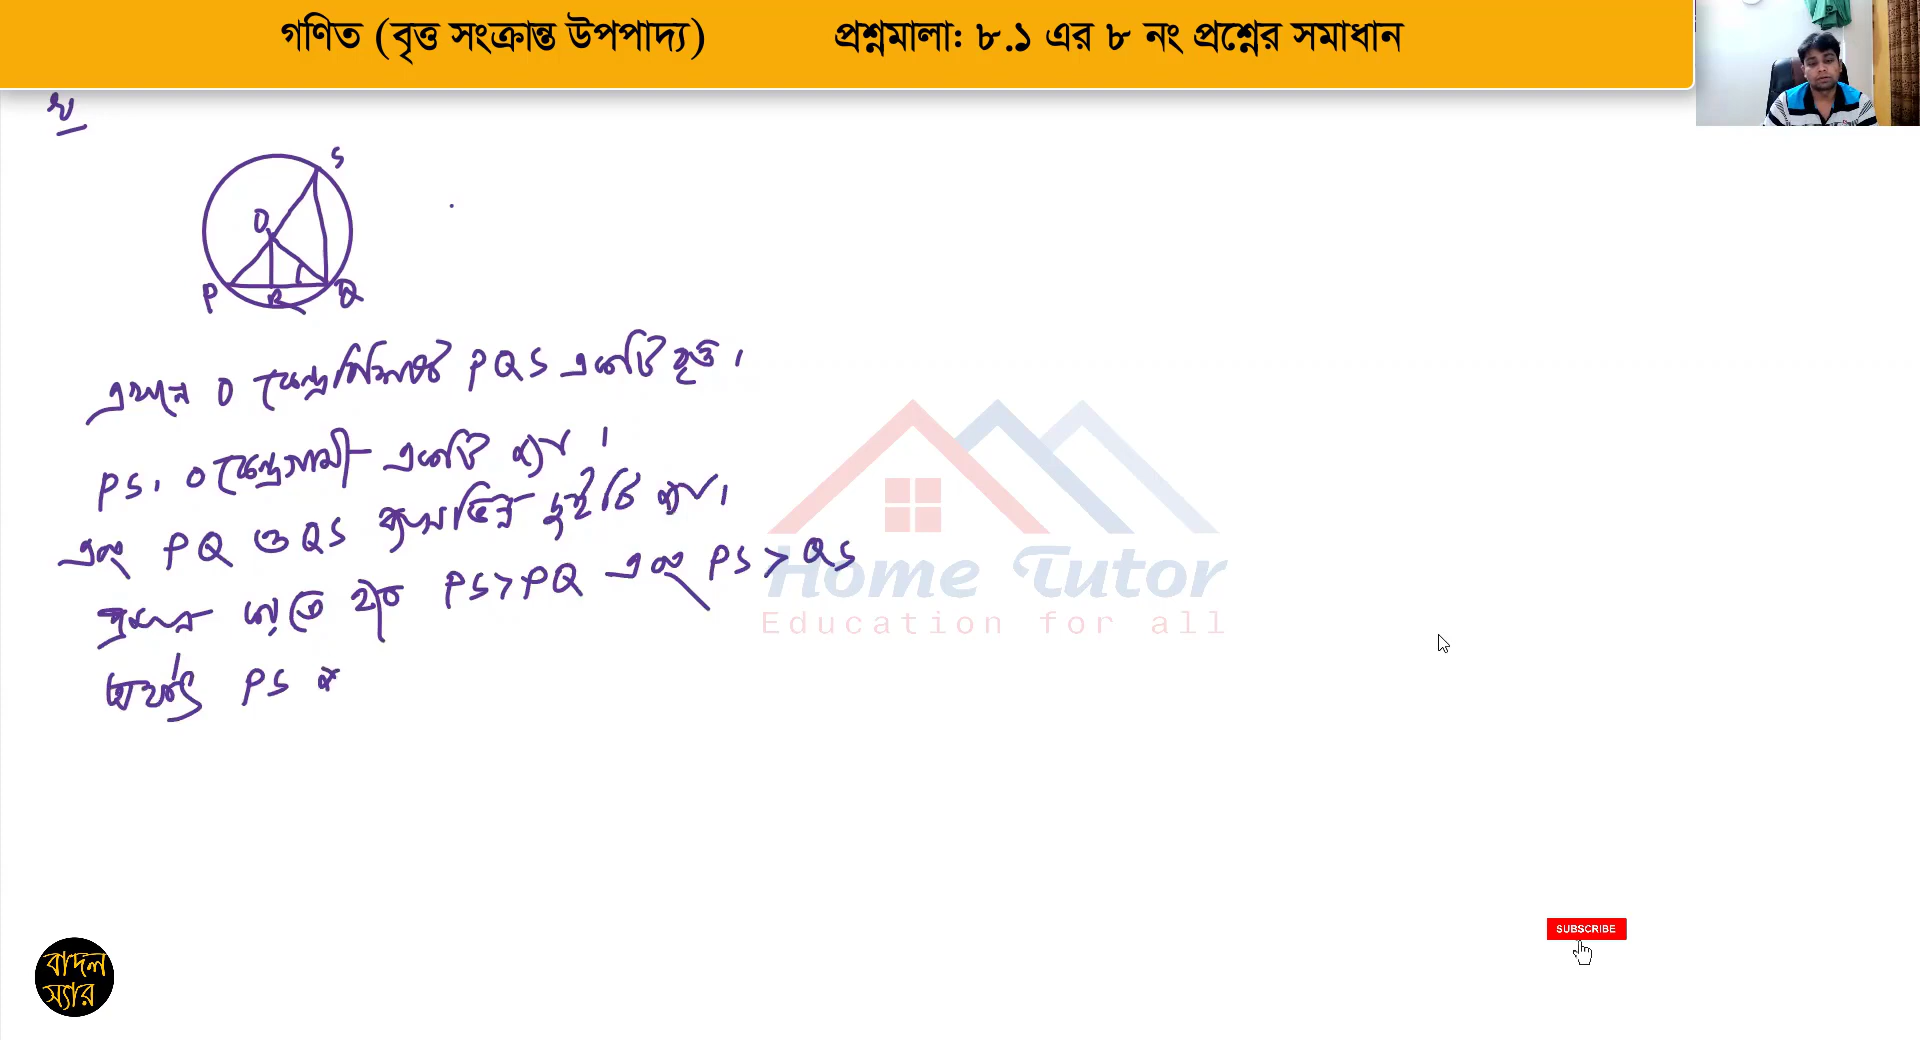 গণিত (বৃত্ত সংক্রান্ত উপপাদ্য) প্রশ্নমালা: ৮.১ এর ৮ নং প্রশ্নের সমাধান
খ
S
O
P R Q
এখানে O কেন্দ্রবিশিষ্ট PQS একটি বৃত্ত।
PS, O কেন্দ্রগামী একটি জ্যা।
এবং PQ ও QS ব্যাসভিন্ন দুইটি জ্যা।
প্রমাণ করতে হবে PS > PQ এবং PS > QS
অর্থাৎ PS
Home Tutor
Education for all
SUBSCRIBE
বাদল
স্যার